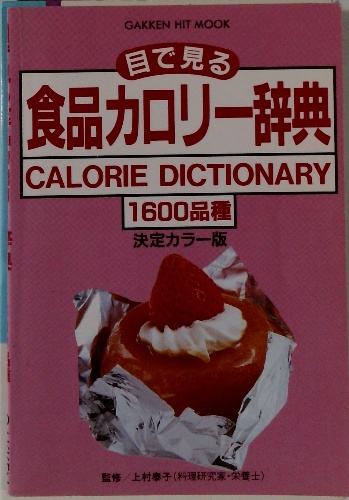 GAKKEN HIT MOOK
目で見る
食品カロリー辞典
CALORIE DICTIONARY
1600品種
決定カラー版
監修／上村泰子(料理研究家・栄養士)